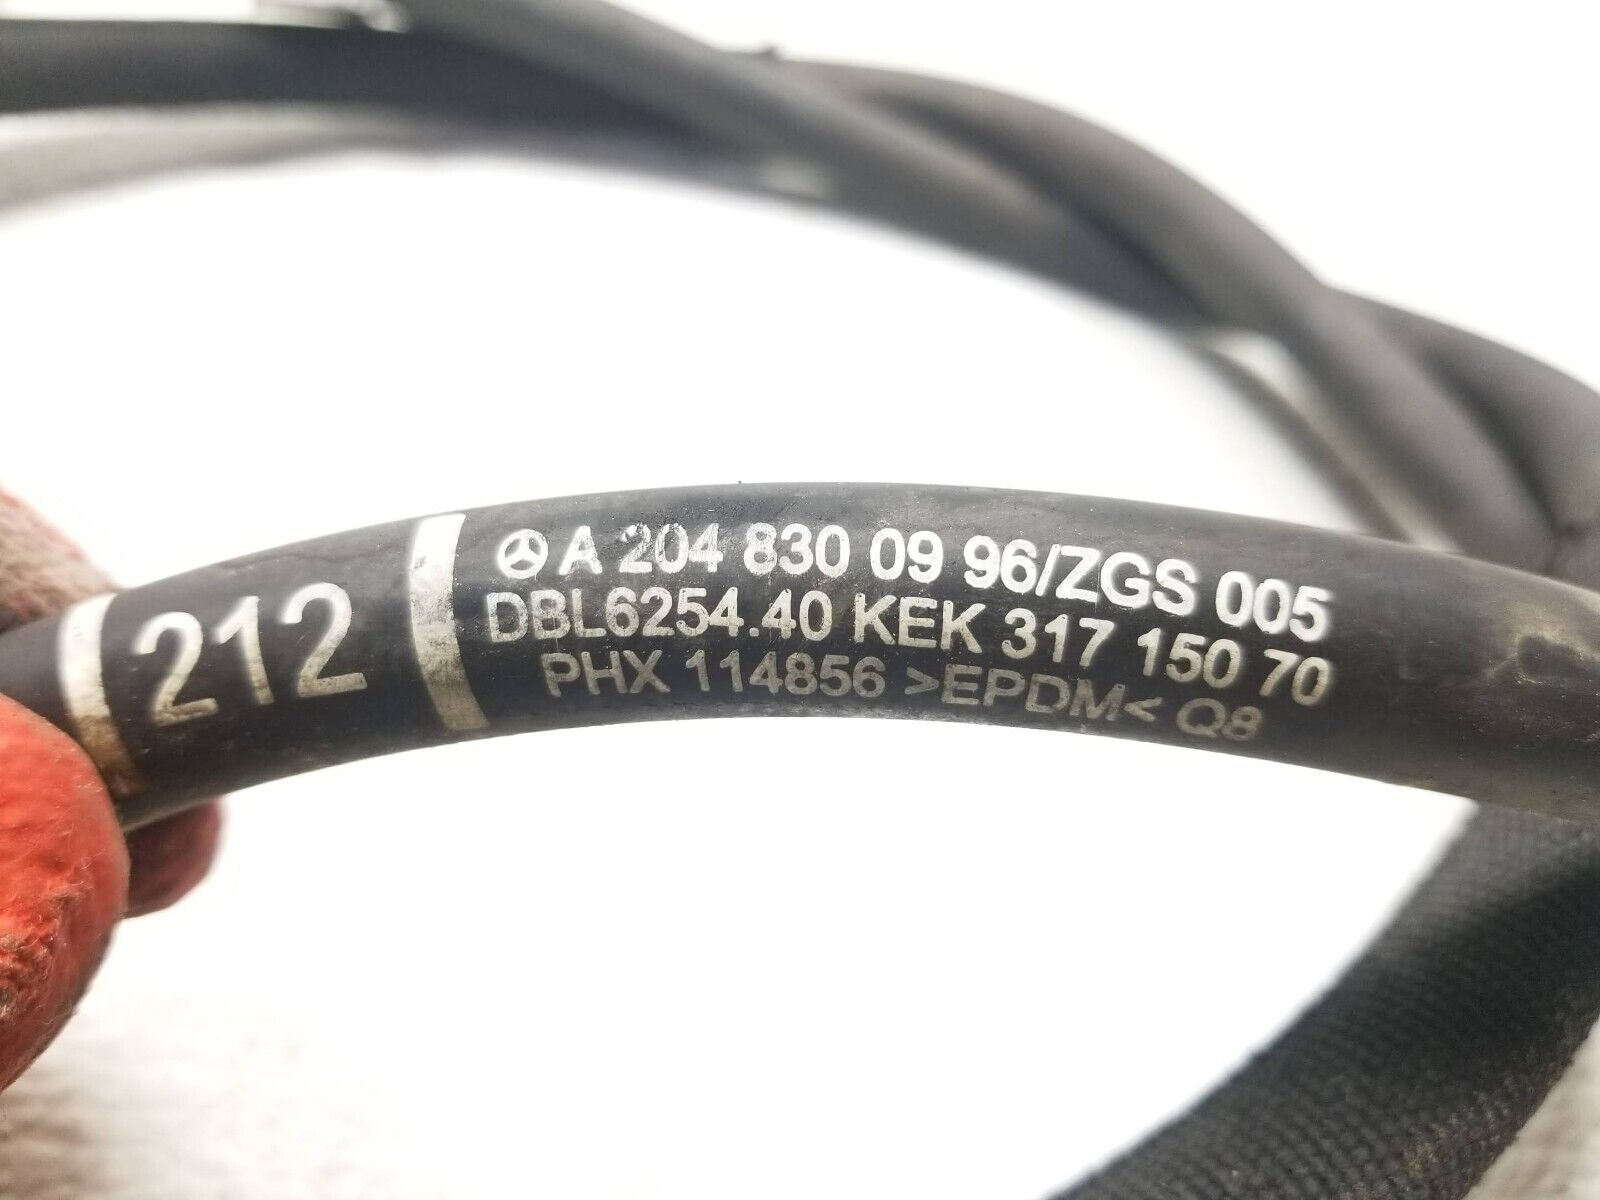 212
A 204 830 09 96/ZGS 005
DBL6254.40 KEK 317 150 70
PHX 114856 >EPDM< Q8